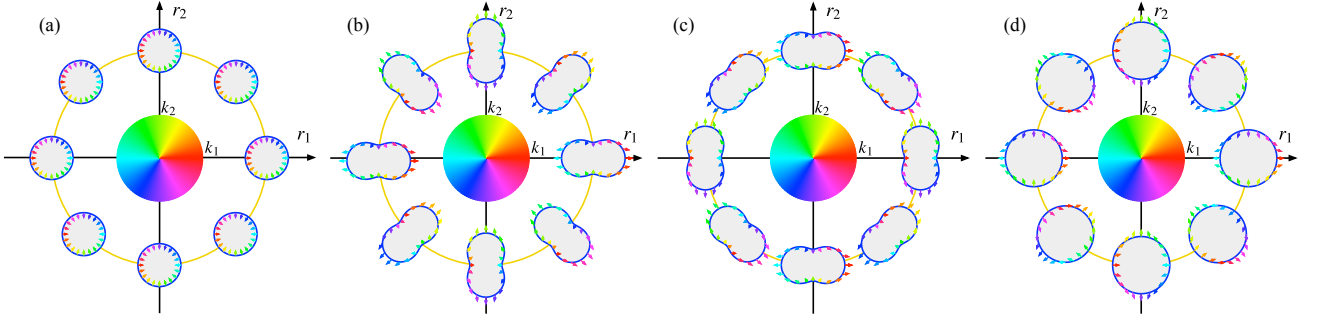 (a) r₂ k₂ r₁ k₁
(b) r₂ k₂ r₁ k₁
(c) r₂ k₂ r₁ k₁
(d) r₂ k₂ r₁ k₁